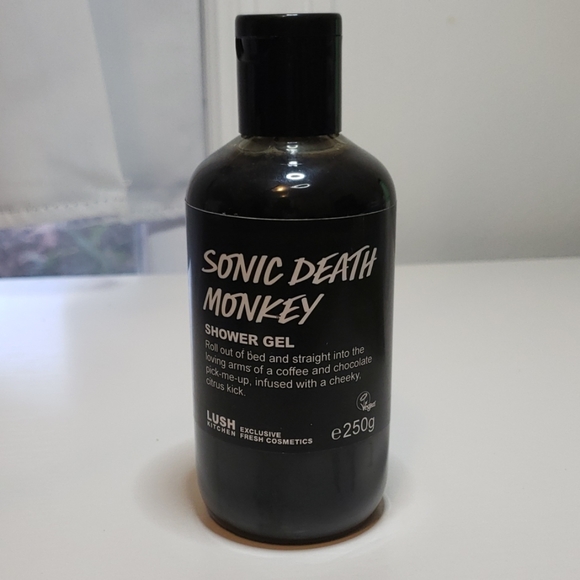 SONIC DEATH
MONKEY
SHOWER GEL
Roll out of bed and straight into the
loving arms of a coffee and chocolate
pick-me-up, infused with a cheeky,
citrus kick.
Vegan
LUSH
KITCHEN
EXCLUSIVE
FRESH COSMETICS
℮250g